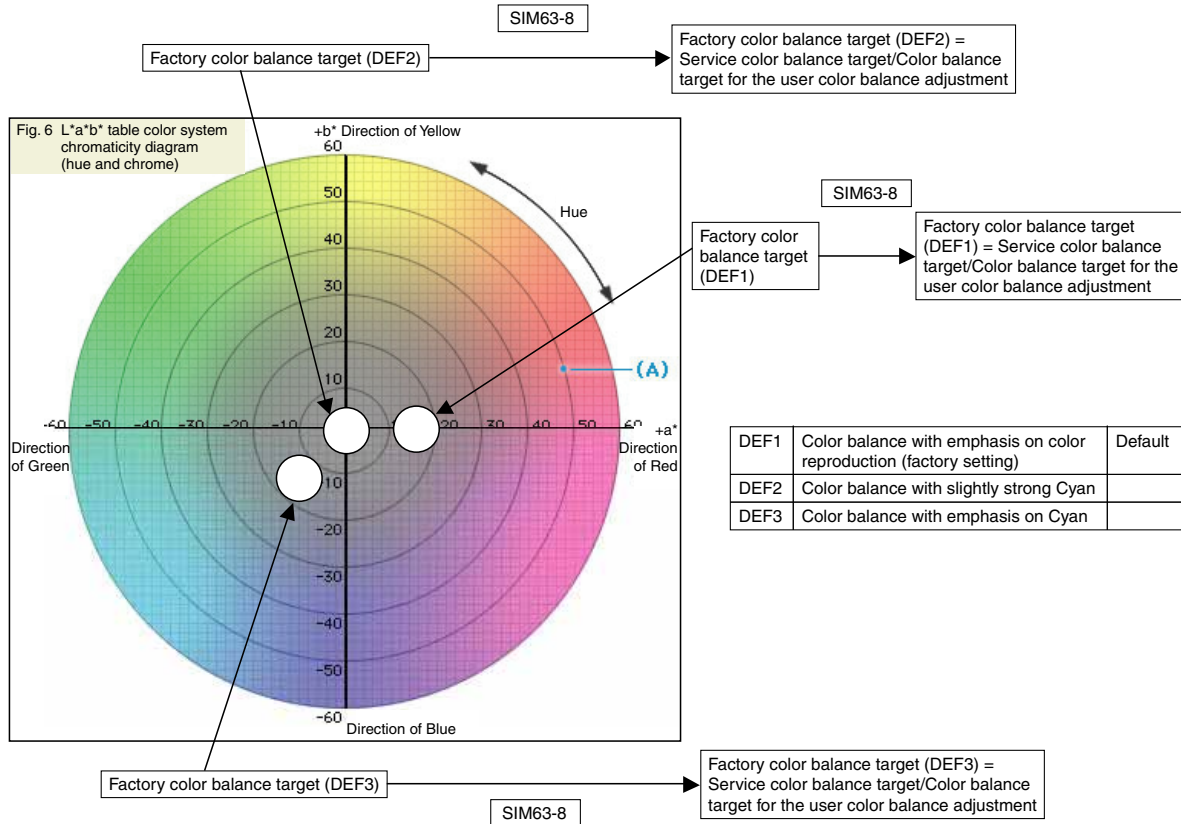 SIM63-8
Factory color balance target (DEF2)
Factory color balance target (DEF2) =
Service color balance target/Color balance
target for the user color balance adjustment
Fig. 6 L*a*b* table color system
chromaticity diagram
(hue and chrome)
+b* Direction of Yellow
60
50
40
30
20
10
Hue
SIM63-8
Factory color
balance target
(DEF1)
Factory color balance target
(DEF1) = Service color balance
target/Color balance target for the
user color balance adjustment
(A)
-60 -50 -40 -30 -20 -10 10 20 30 40 50 60 +a*
Direction
of Green
Direction
of Red
10
-20
-30
-40
-50
-60
Direction of Blue
DEF1 Color balance with emphasis on color Default
reproduction (factory setting)
DEF2 Color balance with slightly strong Cyan
DEF3 Color balance with emphasis on Cyan
Factory color balance target (DEF3)
Factory color balance target (DEF3) =
Service color balance target/Color balance
target for the user color balance adjustment
SIM63-8